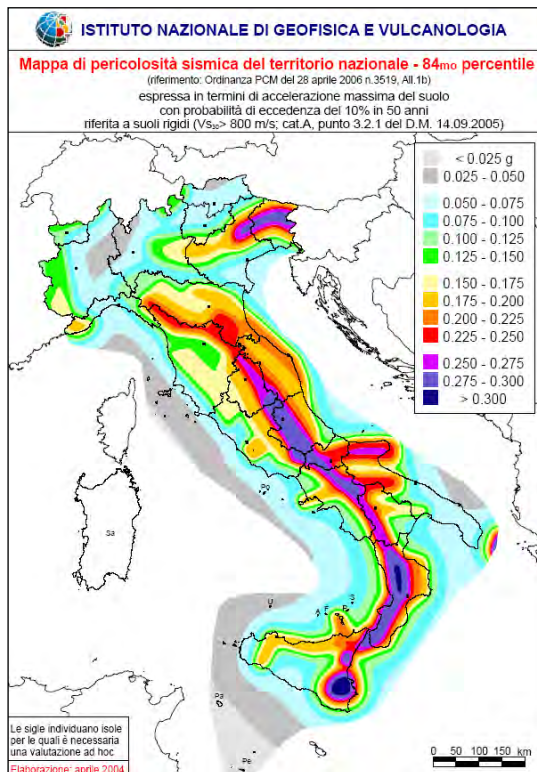 ISTITUTO NAZIONALE DI GEOFISICA E VULCANOLOGIA
Mappa di pericolosità sismica del territorio nazionale - 84mo percentile
(riferimento: Ordinanza PCM del 28 aprile 2006 n.3519, All.1b)
espressa in termini di accelerazione massima del suolo
con probabilità di eccedenza del 10% in 50 anni
riferita a suoli rigidi (Vs30> 800 m/s; cat.A, punto 3.2.1 del D.M. 14.09.2005)
< 0.025 g
0.025 - 0.050
0.050 - 0.075
0.075 - 0.100
0.100 - 0.125
0.125 - 0.150
0.150 - 0.175
0.175 - 0.200
0.200 - 0.225
0.225 - 0.250
0.250 - 0.275
0.275 - 0.300
> 0.300
Sa
U
A
Pa
Pe
Le sigle individuano isole
per le quali è necessaria
una valutazione ad hoc
Elaborazione: aprile 2004
0 50 100 150 km